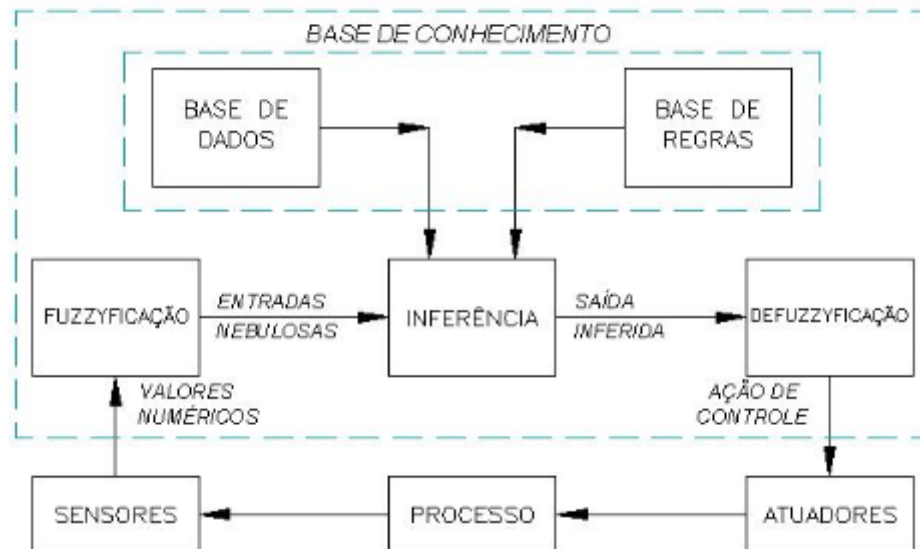 BASE DE CONHECIMENTO
BASE DE
DADOS
BASE DE
REGRAS
FUZZYFICAÇÃO
ENTRADAS
NEBULOSAS
INFERÊNCIA
SAÍDA
INFERIDA
DEFUZZYFICAÇÃO
VALORES
NUMÉRICOS
AÇÃO DE
CONTROLE
SENSORES
PROCESSO
ATUADORES